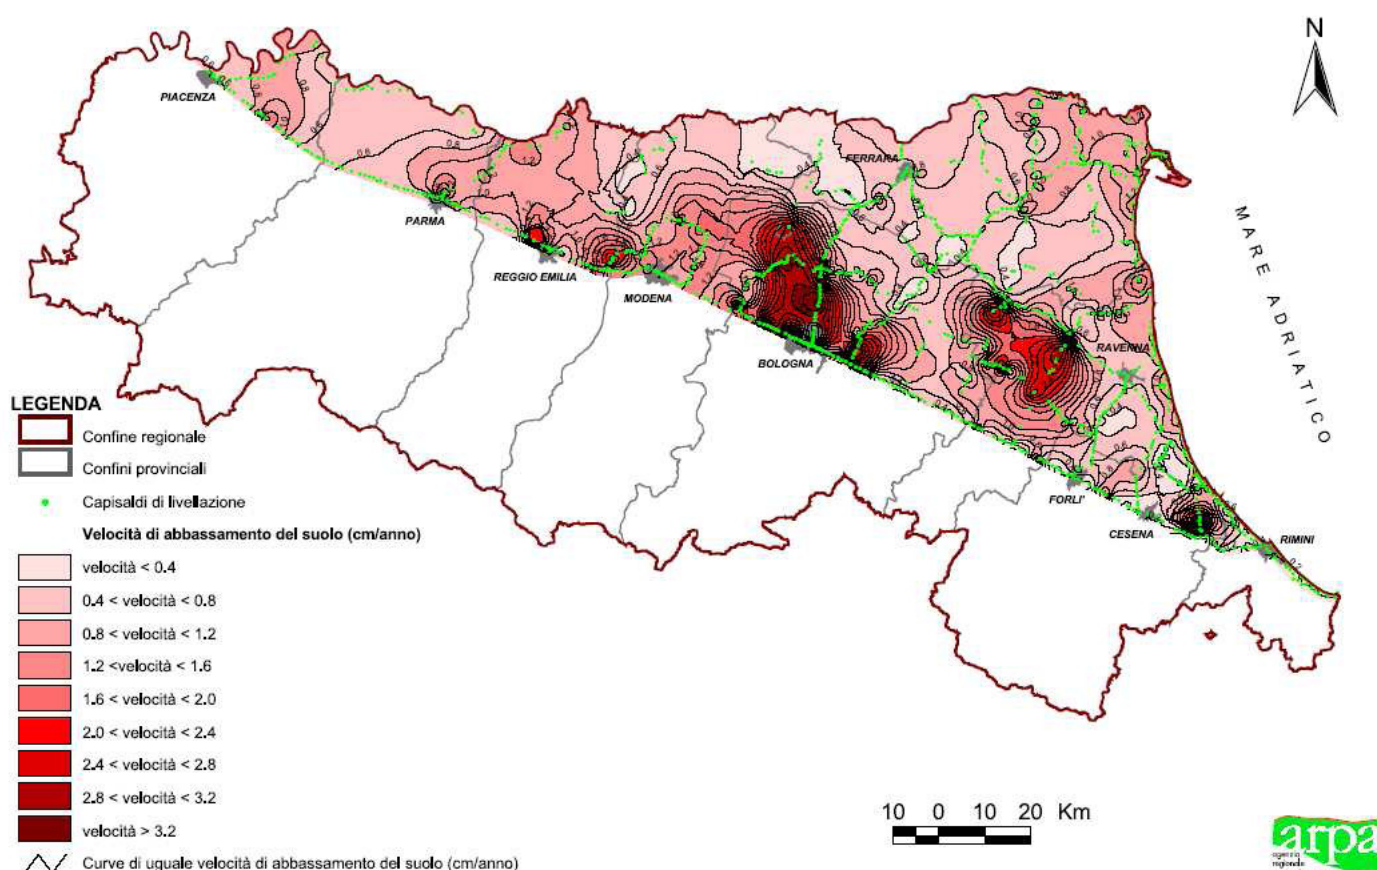 N
PIACENZA
FERRARA
PARMA
REGGIO EMILIA
MODENA
BOLOGNA
RAVENNA
FORLI'
CESENA
RIMINI
MARE ADRIATICO
LEGENDA
Confine regionale
Confini provinciali
Capisaldi di livellazione
Velocità di abbassamento del suolo (cm/anno)
velocità < 0.4
0.4 < velocità < 0.8
0.8 < velocità < 1.2
1.2 <velocità < 1.6
1.6 < velocità < 2.0
2.0 < velocità < 2.4
2.4 < velocità < 2.8
2.8 < velocità < 3.2
velocità > 3.2
Curve di uguale velocità di abbassamento del suolo (cm/anno)
10 0 10 20 Km
arpa
agenzia
regionale